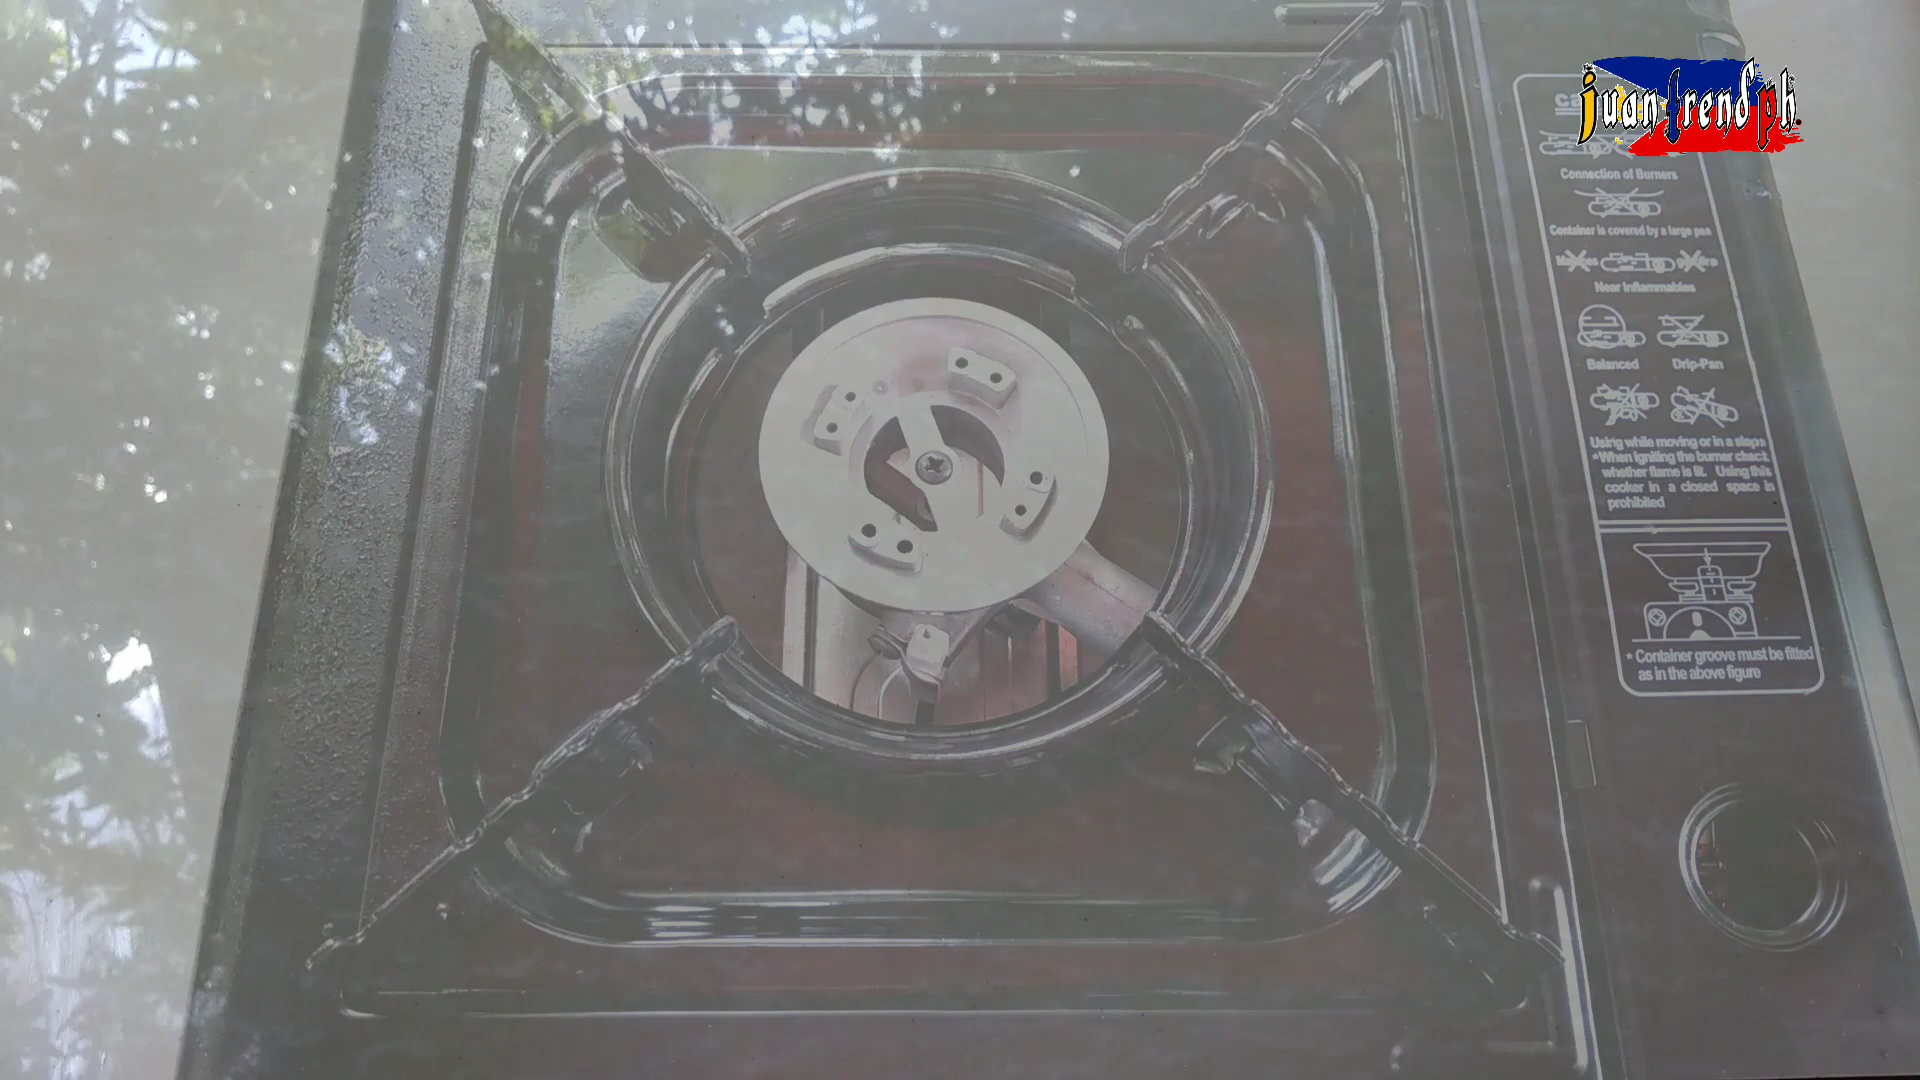 juantrend.ph
Connection of Burners
Container is covered by a large pan
Near Inflammables
Balanced Drip-Pan
Using while moving or in a slope
*When igniting the burner check
whether flame is lit. Using this
cooker in a closed space is
prohibited
* Container groove must be fitted
as in the above figure